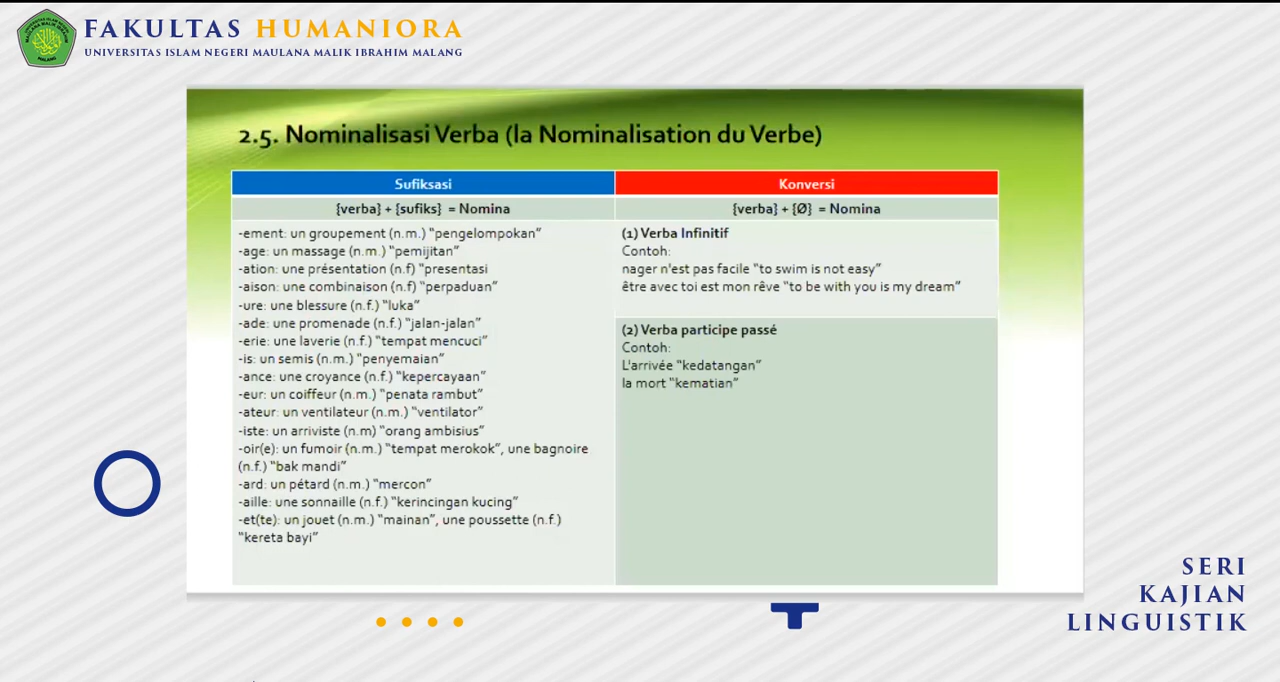 FAKULTAS HUMANIORA
UNIVERSITAS ISLAM NEGERI MAULANA MALIK IBRAHIM MALANG
2.5. Nominalisasi Verba (la Nominalisation du Verbe)
Sufiksasi
Konversi
{verba} + {sufiks} = Nomina
{verba} + {Ø} = Nomina
-ement: un groupement (n.m.) "pengelompokan"
-age: un massage (n.m.) "pemijitan"
-ation: une présentation (n.f) "presentasi
-aison: une combinaison (n.f) "perpaduan"
-ure: une blessure (n.f.) "luka"
-ade: une promenade (n.f.) "jalan-jalan"
-erie: une laverie (n.f.) "tempat mencuci"
-is: un semis (n.m.) "penyemaian"
-ance: une croyance (n.f.) "kepercayaan"
-eur: un coiffeur (n.m.) "penata rambut"
-ateur: un ventilateur (n.m.) "ventilator"
-iste: un arriviste (n.m) "orang ambisius"
-oir(e): un fumoir (n.m.) "tempat merokok", une bagnoire
(n.f.) "bak mandi"
-ard: un pétard (n.m.) "mercon"
-aille: une sonnaille (n.f.) "kerincingan kucing"
-et(te): un jouet (n.m.) "mainan", une poussette (n.f.)
"kereta bayi"
(1) Verba Infinitif
Contoh:
nager n'est pas facile "to swim is not easy"
être avec toi est mon rêve "to be with you is my dream"
(2) Verba participe passé
Contoh:
L'arrivée "kedatangan"
la mort "kematian"
SERI
KAJIAN
LINGUISTIK